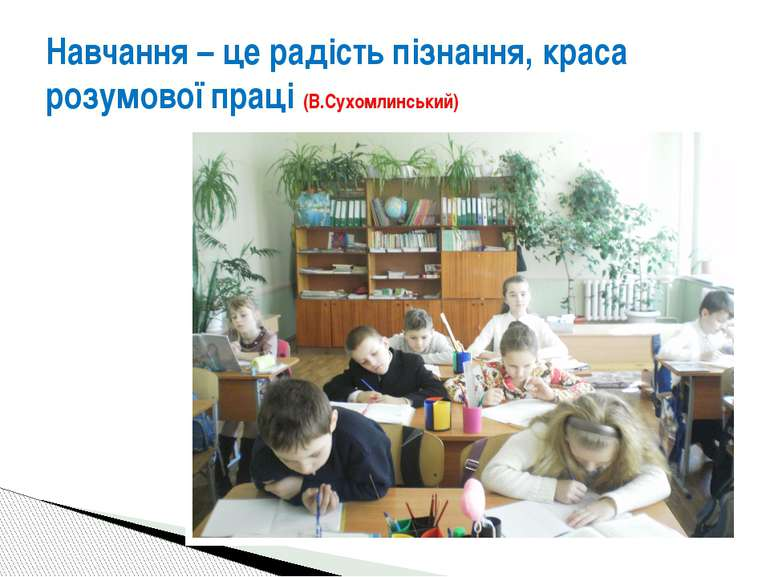 Навчання – це радість пізнання, краса
розумової праці (В.Сухомлинський)